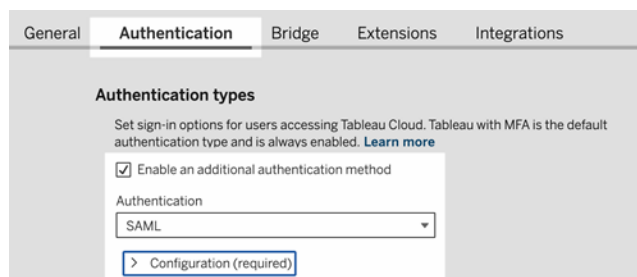 General Authentication Bridge Extensions Integrations
Authentication types
Set sign-in options for users accessing Tableau Cloud. Tableau with MFA is the default
authentication type and is always enabled. Learn more
Enable an additional authentication method
Authentication
SAML
Configuration (required)